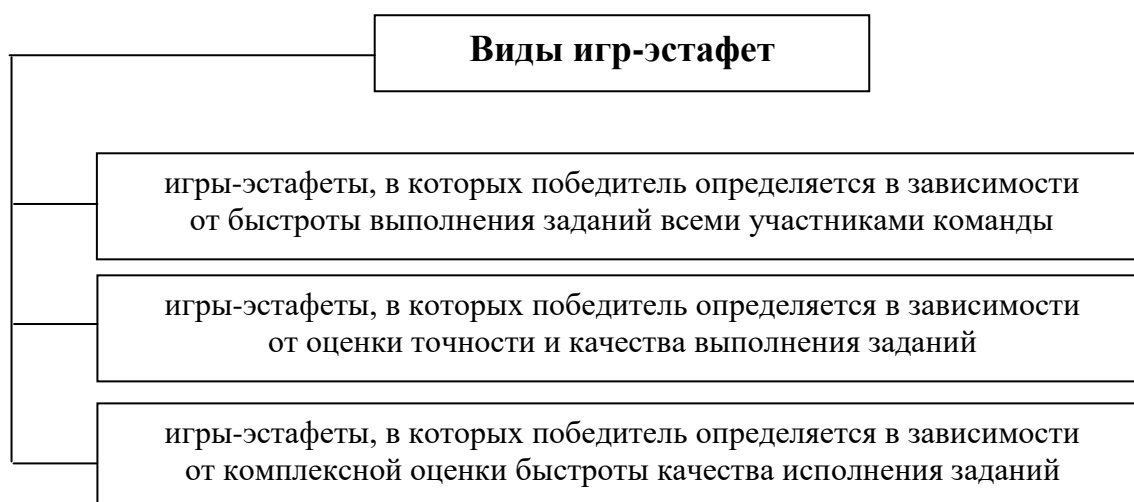 Виды игр-эстафет
игры-эстафеты, в которых победитель определяется в зависимости
от быстроты выполнения заданий всеми участниками команды
игры-эстафеты, в которых победитель определяется в зависимости
от оценки точности и качества выполнения заданий
игры-эстафеты, в которых победитель определяется в зависимости
от комплексной оценки быстроты качества исполнения заданий